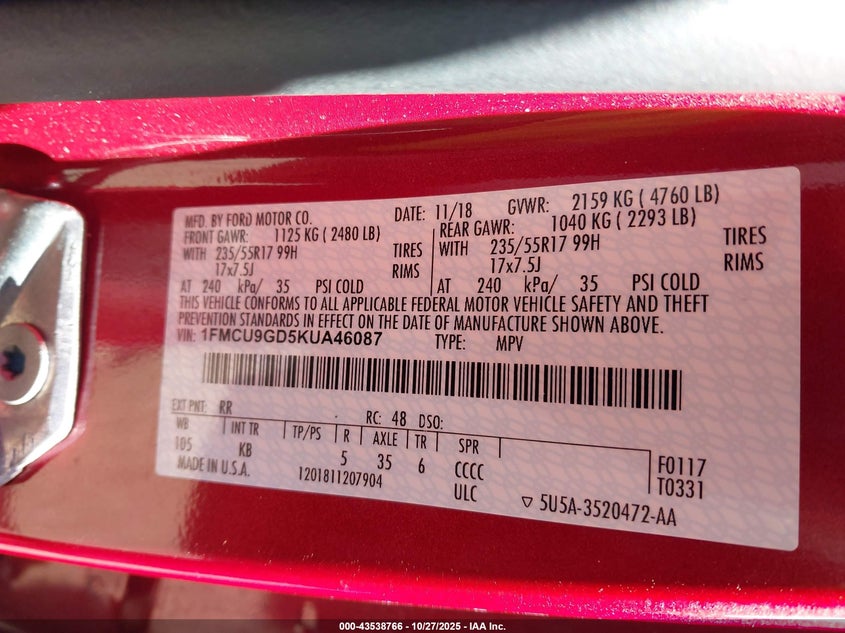 MFD. BY FORD MOTOR CO. DATE: 11/18 GVWR: 2159 KG ( 4760 LB)
FRONT GAWR: 1125 KG ( 2480 LB) REAR GAWR: 1040 KG ( 2293 LB)
WITH 235/55R17 99H TIRES WITH 235/55R17 99H TIRES
17x7.5J RIMS 17x7.5J RIMS
AT 240 kPa/ 35 PSI COLD AT 240 kPa/ 35 PSI COLD
THIS VEHICLE CONFORMS TO ALL APPLICABLE FEDERAL MOTOR VEHICLE SAFETY AND THEFT
PREVENTION STANDARDS IN EFFECT ON THE DATE OF MANUFACTURE SHOWN ABOVE.
VIN: 1FMCU9GD5KUA46087 TYPE: MPV
EXT PNT: RR RC: 48 DSO:
WB INT TR TP/PS R AXLE TR SPR F0117
105 KB 5 35 6 CCCC T0331
MADE IN U.S.A. 1201811207904 ULC ▽ 5U5A-3520472-AA
000-43538766 - 10/27/2025 - IAA Inc.